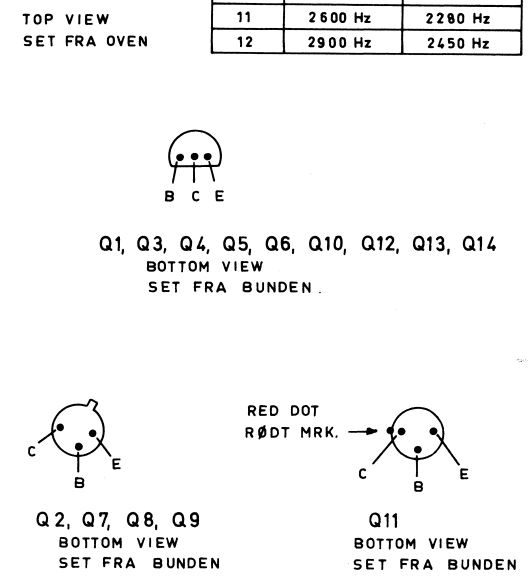 11 2600 Hz 2280 Hz
TOP VIEW
SET FRA OVEN
12 2900 Hz 2450 Hz
B C E
Q1, Q3, Q4, Q5, Q6, Q10, Q12, Q13, Q14
BOTTOM VIEW
SET FRA BUNDEN.
RED DOT
RØDT MRK.
C B E
C B E
Q2, Q7, Q8, Q9
BOTTOM VIEW
SET FRA BUNDEN
Q11
BOTTOM VIEW
SET FRA BUNDEN